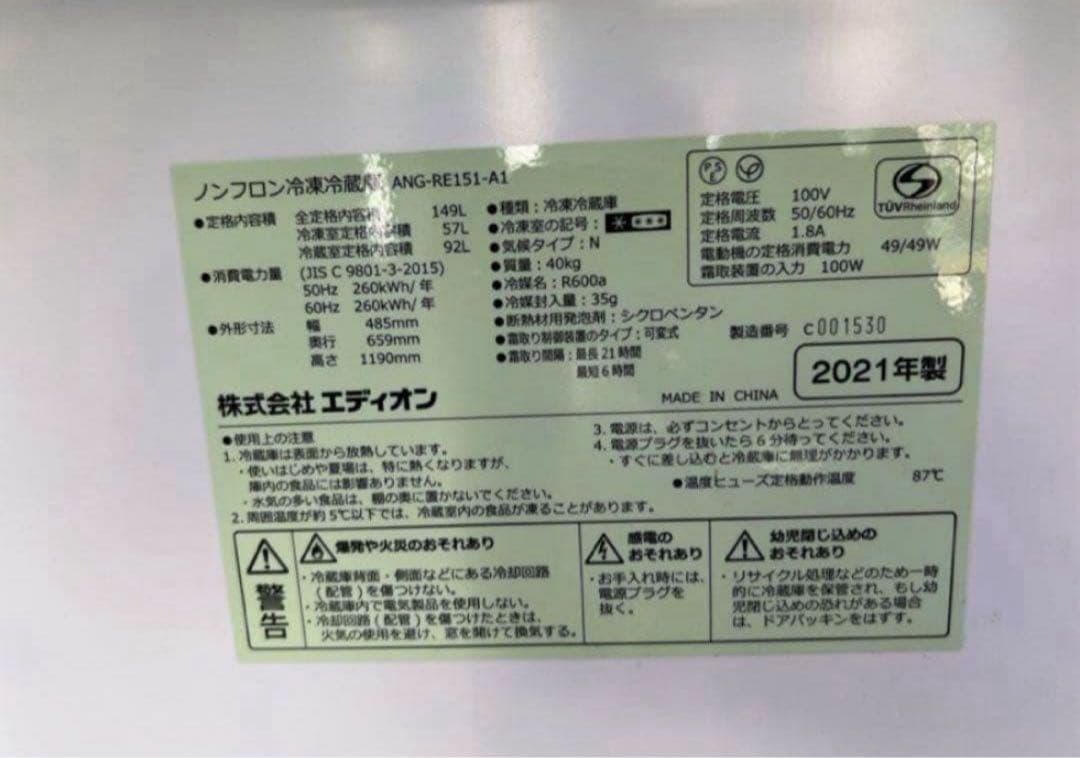 ノンフロン冷凍冷蔵庫 ANG-RE151-A1
●定格内容積 全定格内容積 149L
冷凍室定格内容積 57L
冷蔵室定格内容積 92L
●消費電力量 (JIS C 9801-3-2015)
50Hz 260kWh/年
60Hz 260kWh/年
●外形寸法 幅 485mm
奥行 659mm
高さ 1190mm
●種類：冷凍冷蔵庫
●冷凍室の記号：
●気候タイプ：N
●質量：40kg
●冷媒名：R600a
●冷媒封入量：35g
●断熱材用発泡剤：シクロペンタン
●霜取り制御装置のタイプ：可変式
●霜取り間隔：最長21時間
最短6時間
PS
E
定格電圧 100V
定格周波数 50/60Hz
定格電流 1.8A
電動機の定格消費電力 49/49W
霜取装置の入力 100W
TÜVRheinland
製造番号 C001530
2021年製
株式会社エディオン
MADE IN CHINA
●使用上の注意
1. 冷蔵庫は表面から放熱しています。
・使いはじめや夏場は、特に熱くなりますが、
庫内の食品には影響ありません。
・水気の多い食品は、棚の奥に置かないでください。
2. 周囲温度が約5℃以下では、冷蔵室内の食品が凍ることがあります。
3. 電源は、必ずコンセントからとってください。
4. 電源プラグを抜いたら6分待ってください。
・すぐに差し込むと冷蔵庫に無理がかかります。
●温度ヒューズ定格動作温度 87℃
警告
爆発や火災のおそれあり
・冷蔵庫背面・側面などにある冷却回路
(配管)を傷つけない。
・冷蔵庫内で電気製品を使用しない。
・冷却回路(配管)を傷つけたときは、
火気の使用を避け、窓を開けて換気する。
感電の
おそれあり
・お手入れ時には、
電源プラグを
抜く。
幼児閉じ込めの
おそれあり
・リサイクル処理などのため一時
的に冷蔵庫を保管され、もし幼
児閉じ込めの恐れがある場合
は、ドアパッキンをはずす。